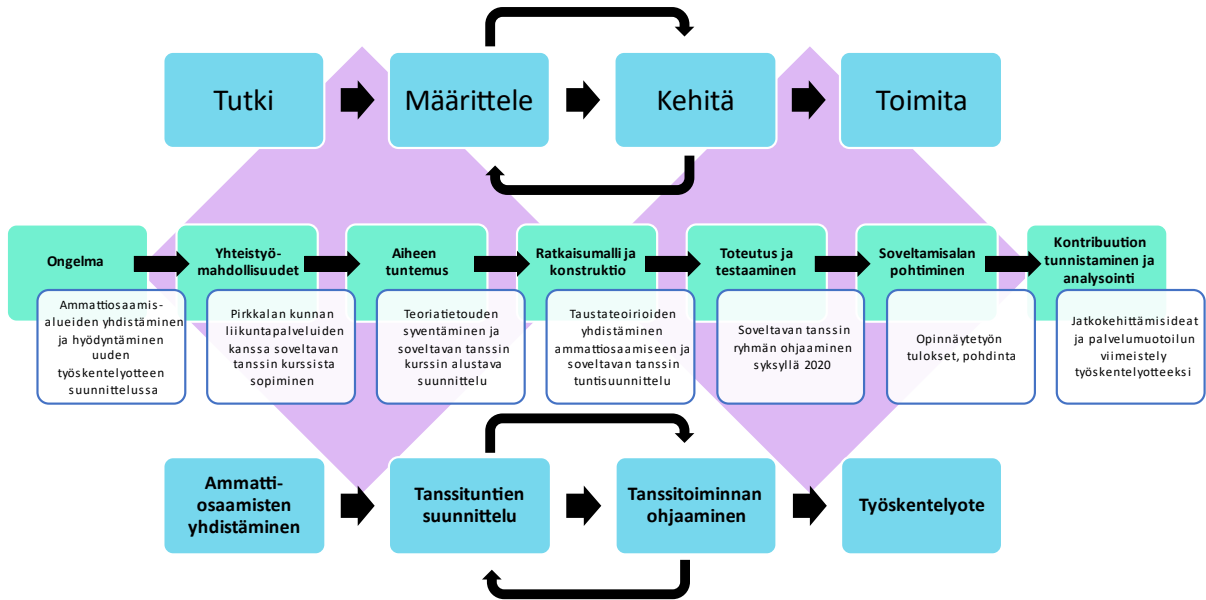 Tutki
Määrittele
Kehitä
Toimita
Ongelma
Ammattiosaamis-
alueiden yhdistäminen
ja hyödyntäminen
uuden
työskentelyotteen
suunnittelussa
Yhteistyö-
mahdollisuudet
Pirkkalan kunnan
liikuntapalveluiden
kanssa soveltavan
tanssin kurssista
sopiminen
Aiheen
tuntemus
Teoriatietouden
syventäminen ja
soveltavan tanssin
kurssin alustava
suunnittelu
Ratkaisumalli ja
konstruktio
Taustateoirioiden
yhdistäminen
ammattiosaamiseen ja
soveltavan tanssin
tuntisuunnittelu
Toteutus ja
testaaminen
Soveltavan tanssin
ryhmän ohjaaminen
syksyllä 2020
Soveltamisalan
pohtiminen
Opinnäytetyön
tulokset, pohdinta
Kontribuution
tunnistaminen ja
analysointi
Jatkokehittämisideat
ja palvelumuotoilun
viimeistely
työskentelyotteeksi
Ammatti-
osaamisten
yhdistäminen
Tanssituntien
suunnittelu
Tanssitoiminnan
ohjaaminen
Työskentelyote